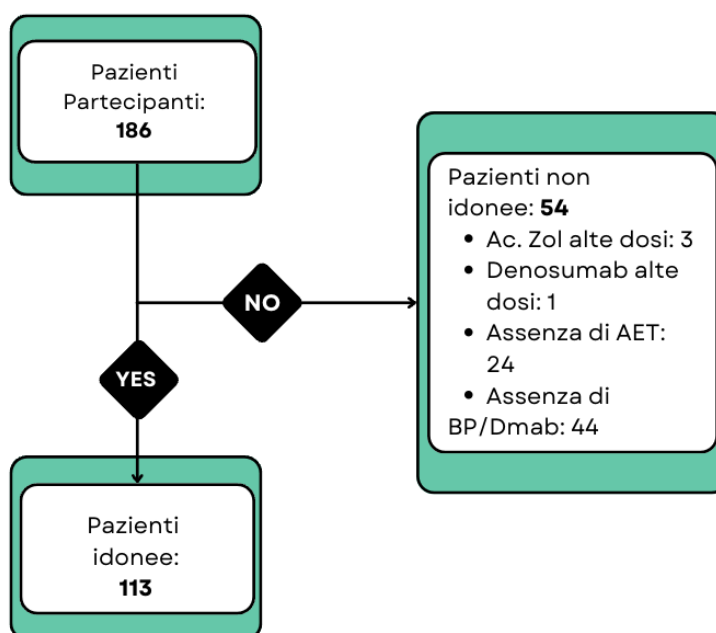 Pazienti
Partecipanti:
186
Pazienti non
idonee: 54
• Ac. Zol alte dosi: 3
• Denosumab alte
dosi: 1
• Assenza di AET:
24
• Assenza di
BP/Dmab: 44
NO
YES
Pazienti
idonee:
113